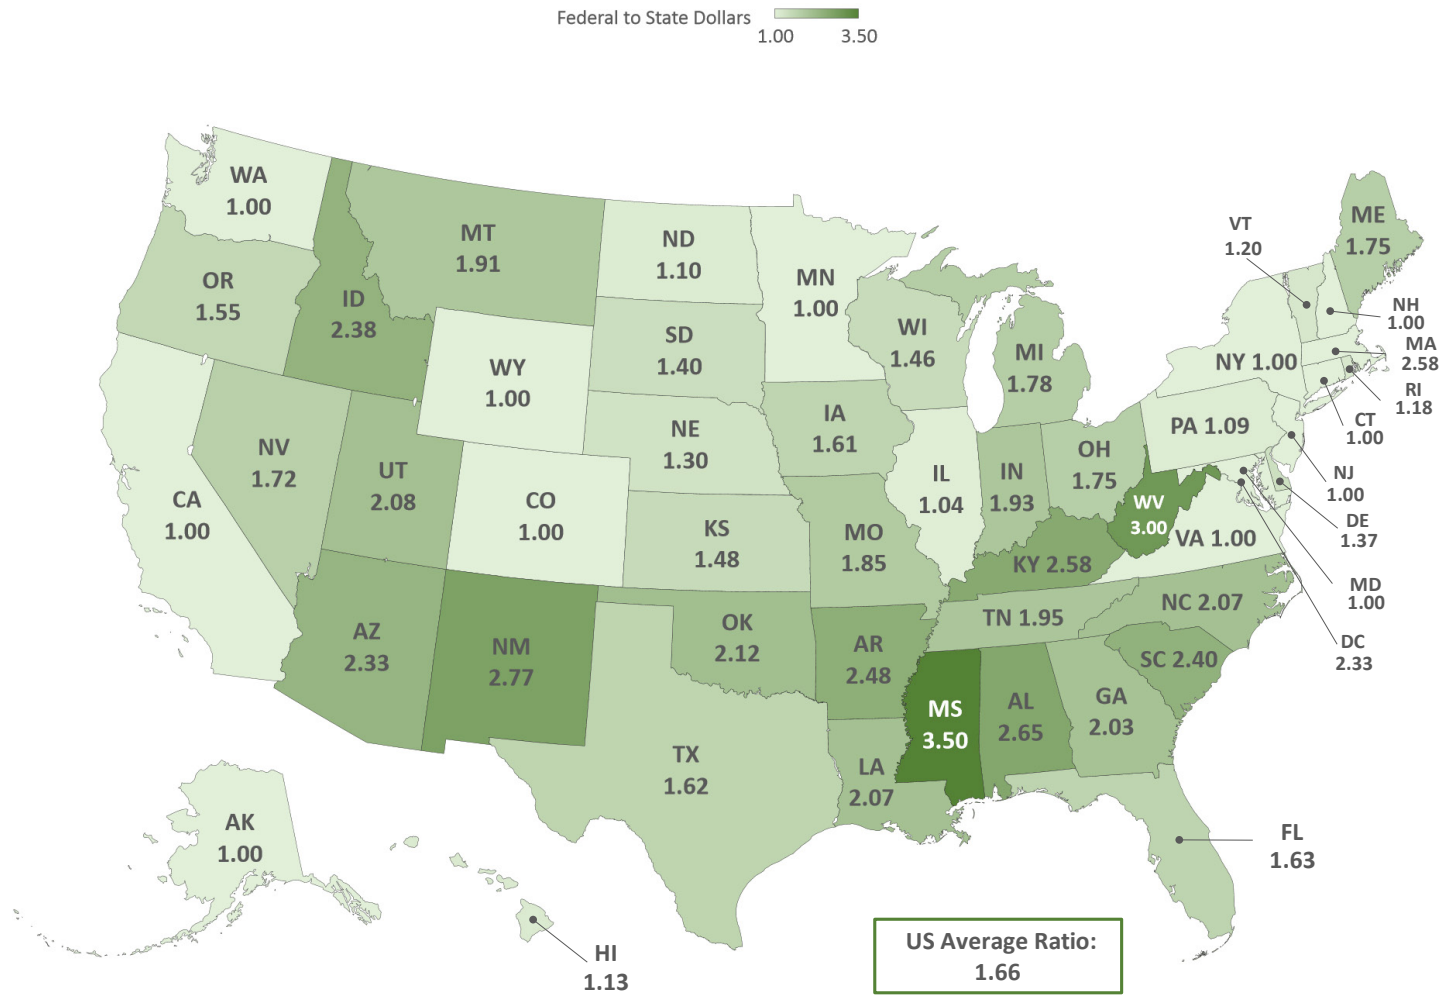 Federal to State Dollars
1.00 3.50
WA
1.00
OR
1.55
ID
2.38
MT
1.91
ND
1.10
MN
1.00
VT
1.20
ME
1.75
NH
1.00
MA
2.58
RI
1.18
CT
1.00
NY 1.00
WI
1.46
MI
1.78
SD
1.40
WY
1.00
NV
1.72
UT
2.08
CA
1.00
CO
1.00
NE
1.30
IA
1.61
IL
1.04
IN
1.93
OH
1.75
PA 1.09
NJ
1.00
DE
1.37
MD
1.00
DC
2.33
WV
3.00
VA 1.00
KS
1.48
MO
1.85
KY 2.58
TN 1.95
NC 2.07
SC 2.40
AZ
2.33
NM
2.77
OK
2.12
AR
2.48
MS
3.50
AL
2.65
GA
2.03
TX
1.62
LA
2.07
FL
1.63
AK
1.00
HI
1.13
US Average Ratio:
1.66